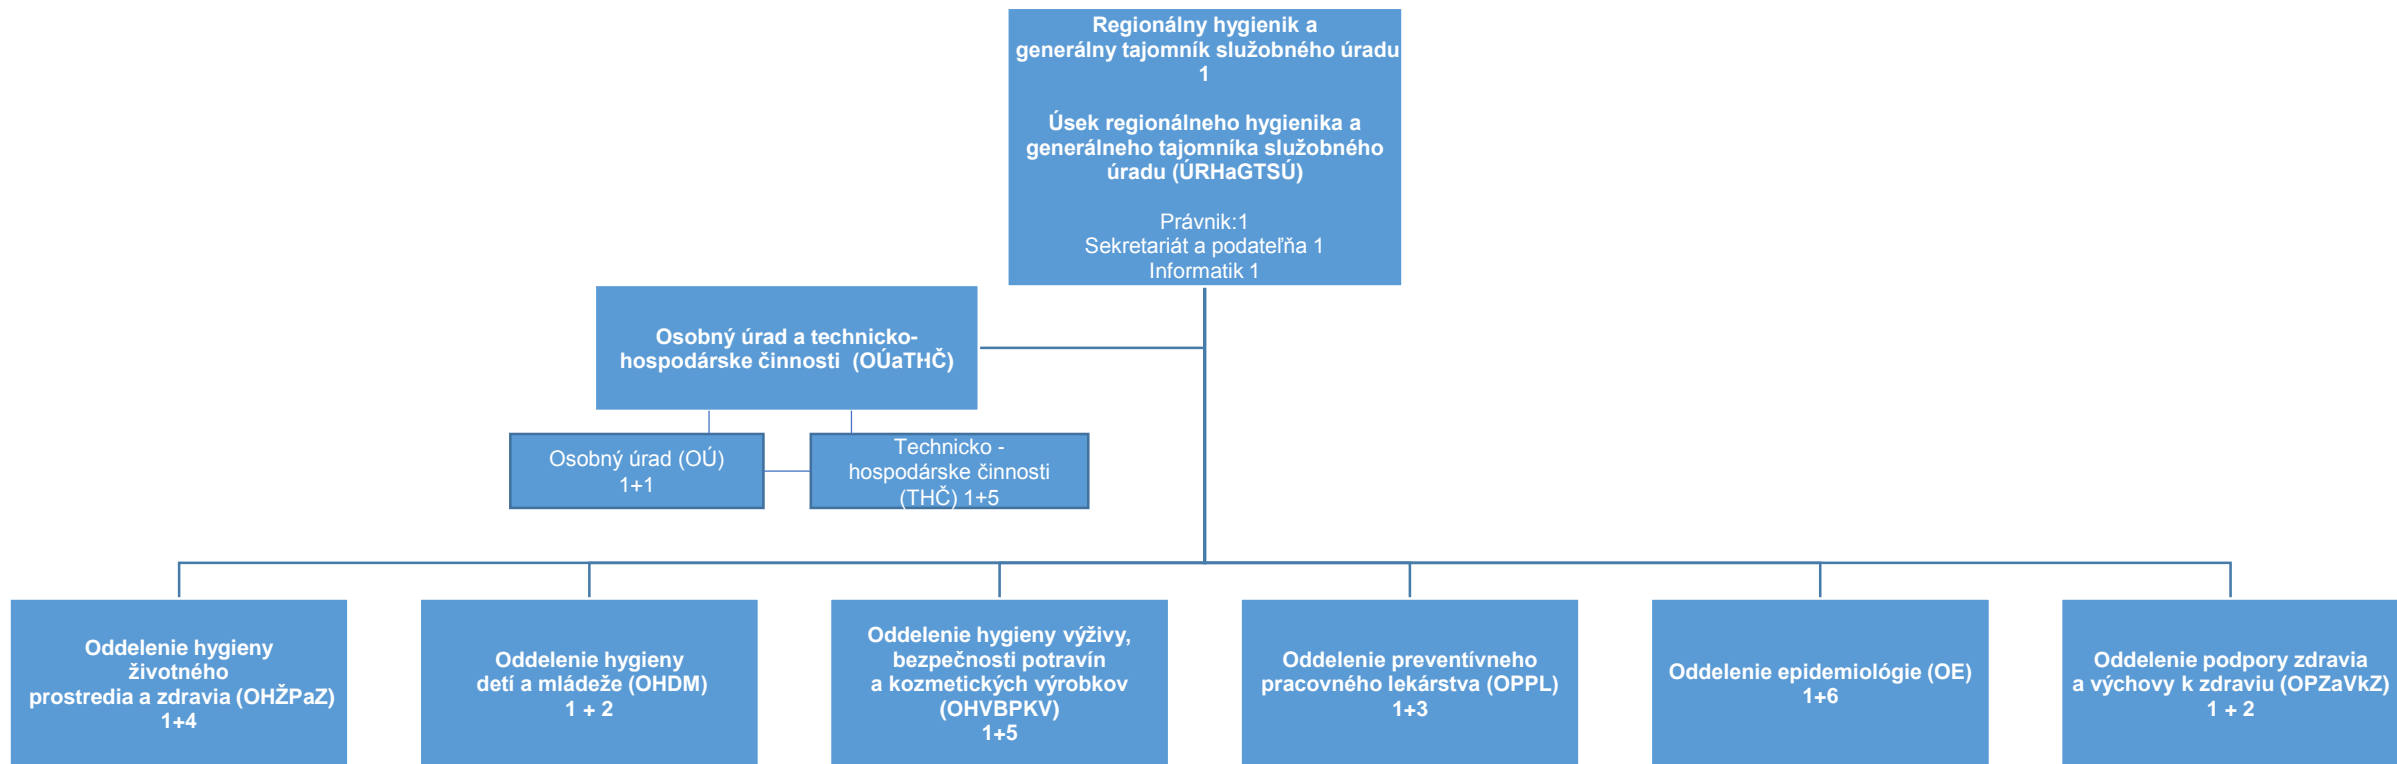 Regionálny hygienik a
generálny tajomník služobného úradu
1
Úsek regionálneho hygienika a
generálneho tajomníka služobného
úradu (ÚRHaGTSÚ)
Právnik:1
Sekretariát a podateľňa 1
Informatik 1
Osobný úrad a technicko-
hospodárske činnosti (OÚaTHČ)
Osobný úrad (OÚ)
1+1
Technicko -
hospodárske činnosti
(THČ) 1+5
Oddelenie hygieny
životného
prostredia a zdravia (OHŽPaZ)
1+4
Oddelenie hygieny
detí a mládeže (OHDM)
1 + 2
Oddelenie hygieny výživy,
bezpečnosti potravín
a kozmetických výrobkov
(OHVBPKV)
1+5
Oddelenie preventívneho
pracovného lekárstva (OPPL)
1+3
Oddelenie epidemiológie (OE)
1+6
Oddelenie podpory zdravia
a výchovy k zdraviu (OPZaVkZ)
1 + 2